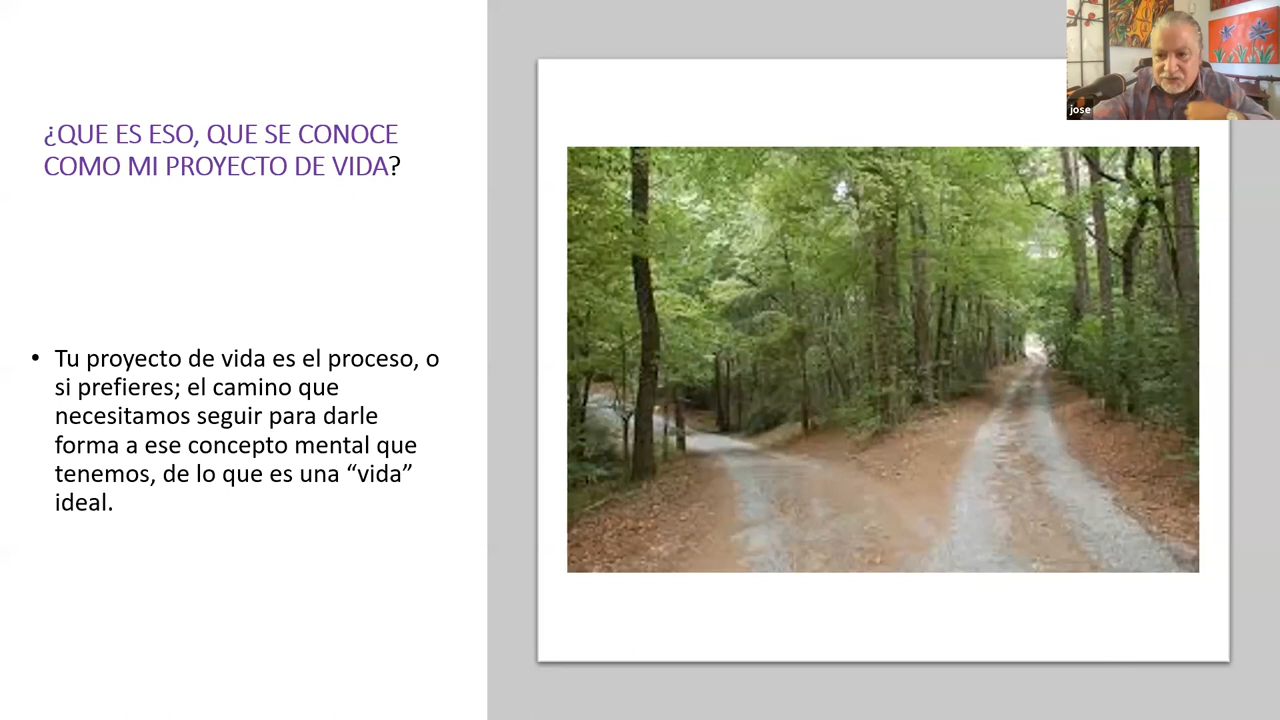 ¿QUE ES ESO, QUE SE CONOCE
COMO MI PROYECTO DE VIDA?
• Tu proyecto de vida es el proceso, o
si prefieres; el camino que
necesitamos seguir para darle
forma a ese concepto mental que
tenemos, de lo que es una “vida”
ideal.
jose